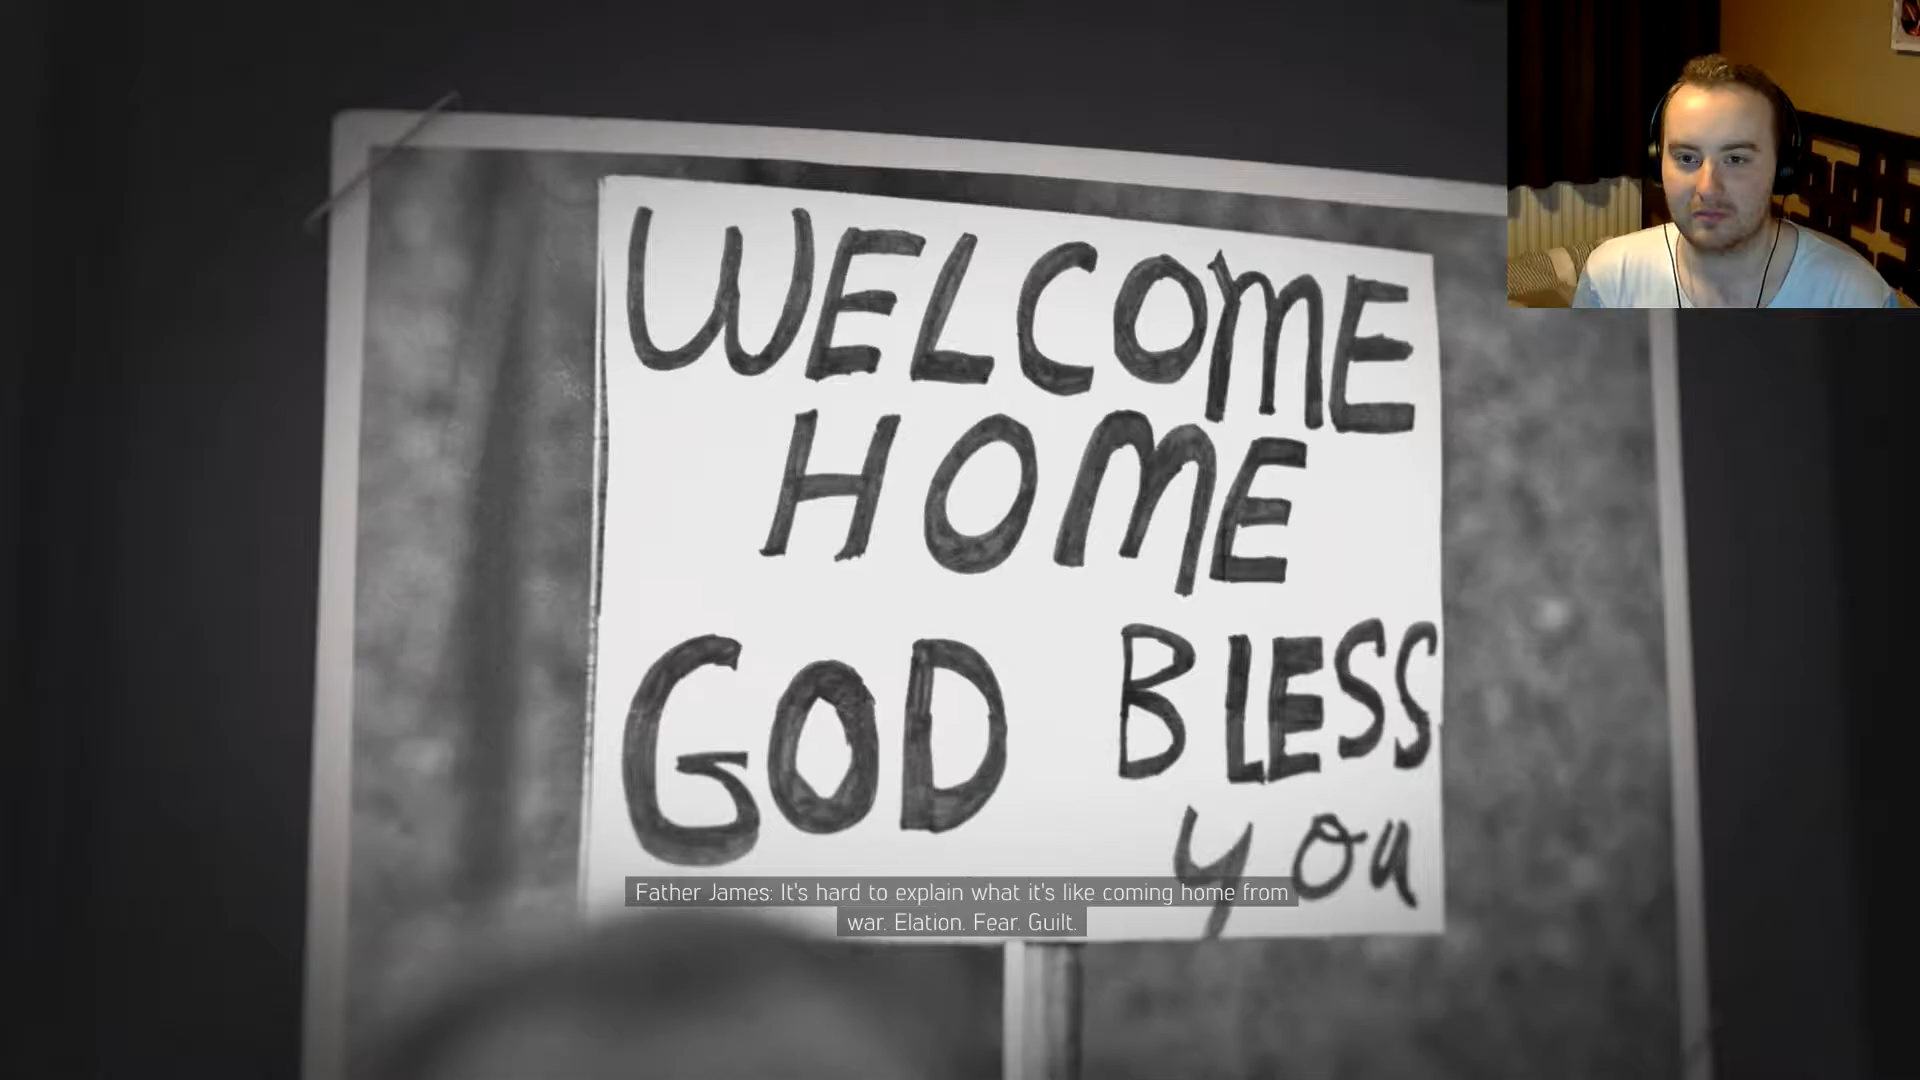 WELCOME
HOME
GOD BLESS
you
Father James: It's hard to explain what it's like coming home from
war. Elation. Fear. Guilt.